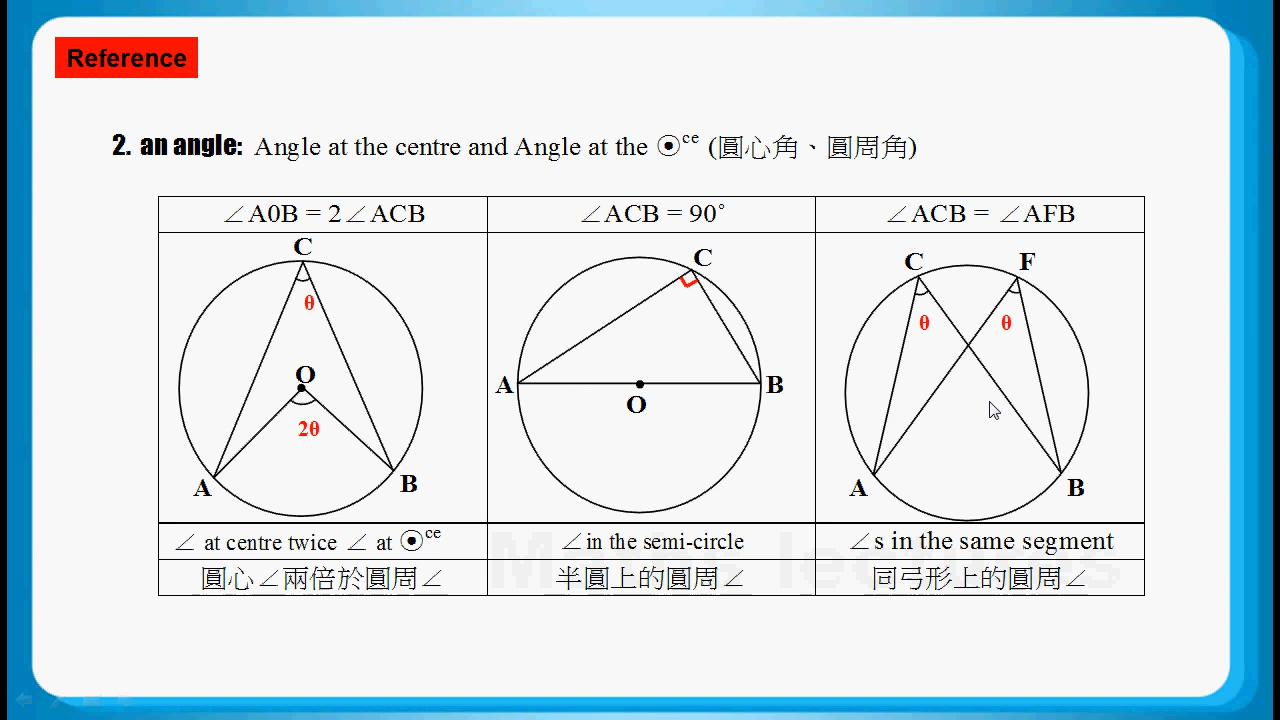 Reference
2. an angle: Angle at the centre and Angle at the ⊙ce (圓心角、圓周角)
∠A0B = 2∠ACB
∠ACB = 90°
∠ACB = ∠AFB
C
θ
O
2θ
A
B
C
A
B
O
C
F
θ
θ
A
B
∠ at centre twice ∠ at ⊙ce
∠in the semi-circle
∠s in the same segment
圓心∠兩倍於圓周∠
半圓上的圓周∠
同弓形上的圓周∠